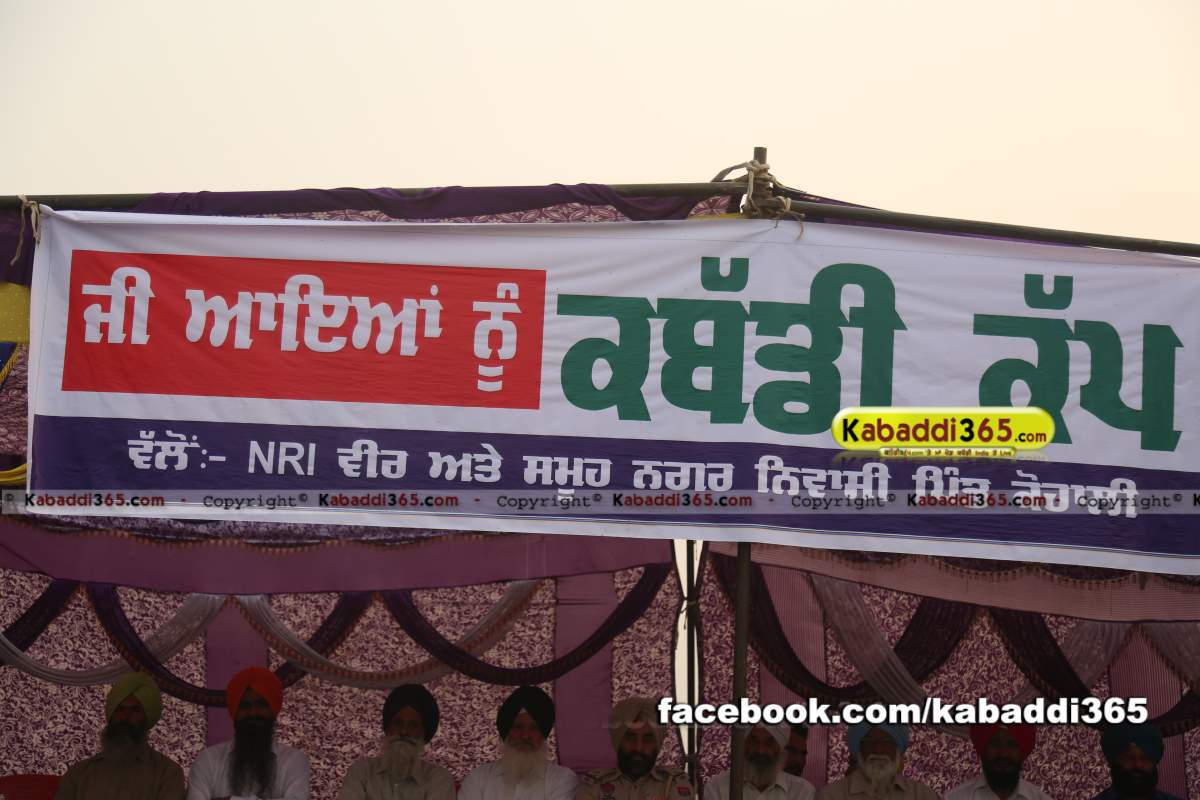 ਜੀ ਆਇਆਂ ਨੂੰ ਕਬੱਡੀ ਕੱਪ
Kabaddi365.com
ਵੱਲੋਂ:- NRI ਵੀਰ ਅਤੇ ਸਮੂਹ ਨਗਰ ਨਿਵਾਸੀ ਪਿੰਡ
Kabaddi365.com - Copyright© Kabaddi365.com - Copyright© Kabaddi365.com - Copyright© Kabaddi365.com - Copyright© K
facebook.com/kabaddi365